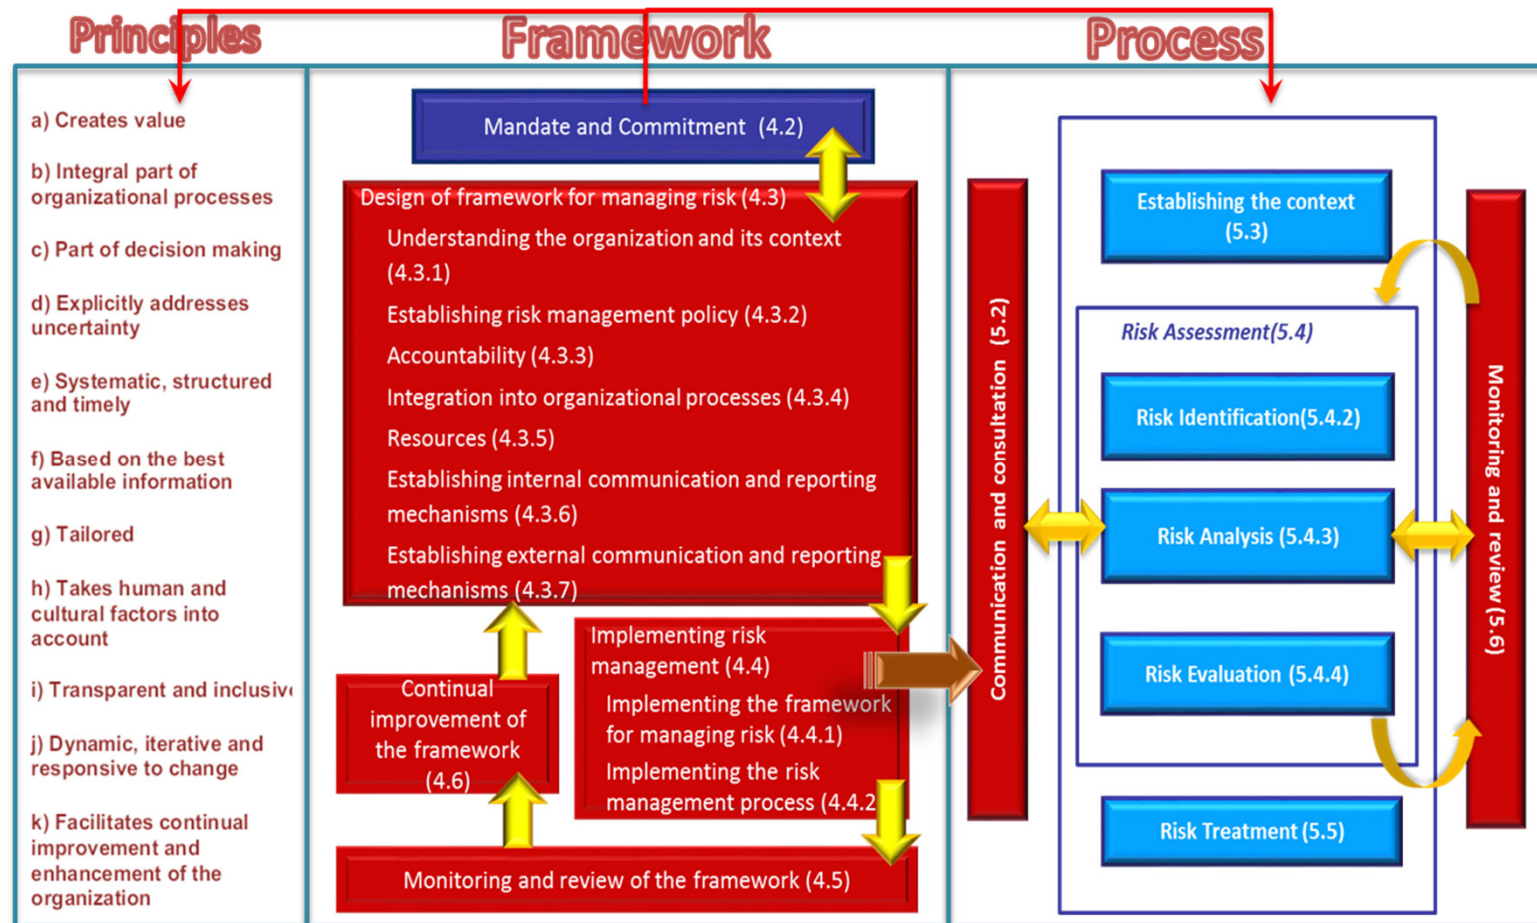 Principles
Framework
Process
a) Creates value
b) Integral part of
organizational processes
c) Part of decision making
d) Explicitly addresses
uncertainty
e) Systematic, structured
and timely
f) Based on the best
available information
g) Tailored
h) Takes human and
cultural factors into
account
i) Transparent and inclusive
j) Dynamic, iterative and
responsive to change
k) Facilitates continual
improvement and
enhancement of the
organization
Mandate and Commitment (4.2)
Design of framework for managing risk (4.3)
Understanding the organization and its context
(4.3.1)
Establishing risk management policy (4.3.2)
Accountability (4.3.3)
Integration into organizational processes (4.3.4)
Resources (4.3.5)
Establishing internal communication and reporting
mechanisms (4.3.6)
Establishing external communication and reporting
mechanisms (4.3.7)
Implementing risk
management (4.4)
Implementing the framework
for managing risk (4.4.1)
Implementing the risk
management process (4.4.2
Continual
improvement of
the framework
(4.6)
Monitoring and review of the framework (4.5)
Communication and consultation (5.2)
Establishing the context
(5.3)
Risk Assessment(5.4)
Risk Identification(5.4.2)
Risk Analysis (5.4.3)
Risk Evaluation (5.4.4)
Risk Treatment (5.5)
Monitoring and review (5.6)